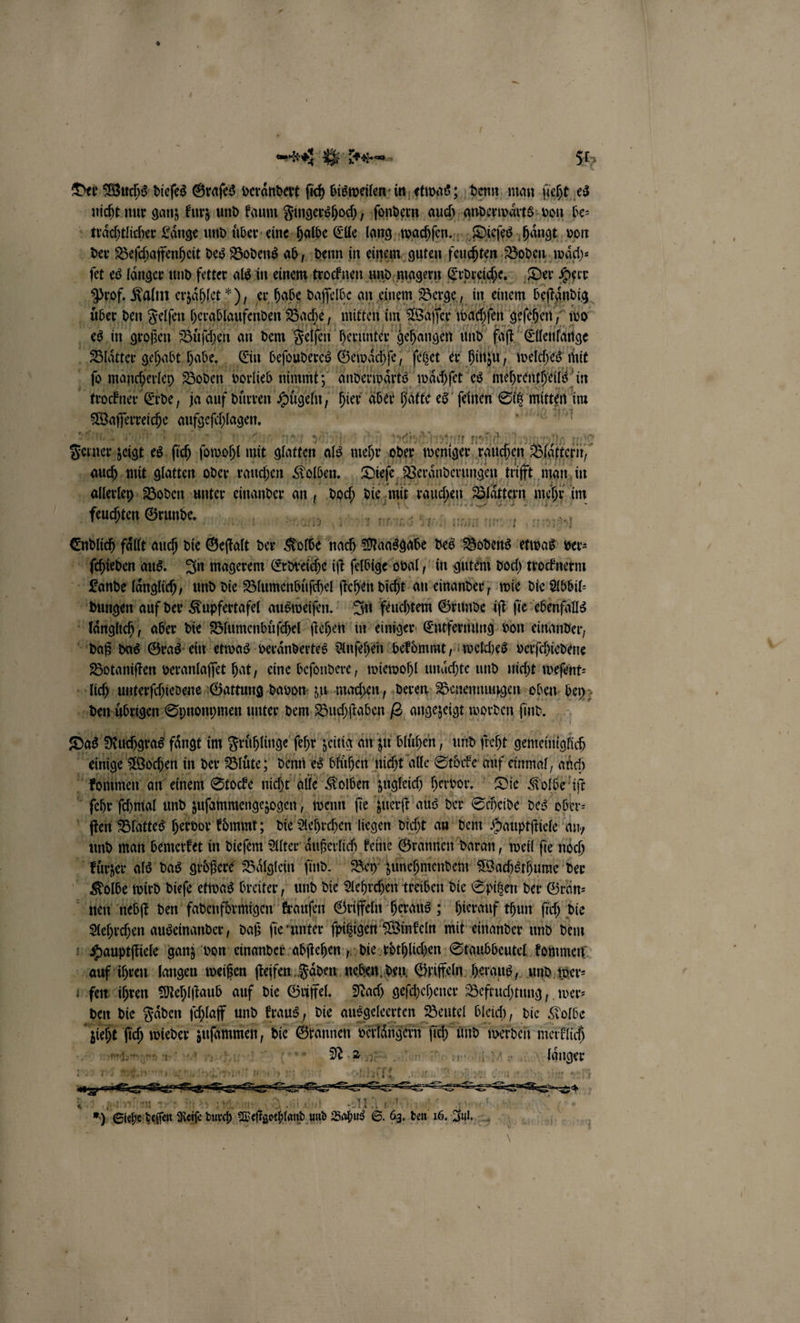 51
Der Wuchs dieses Grases verändert sich bisweilen in etwas; denn man sieht es
nicht nur ganz kurz und kaum Fingershoch, sondern auch anderwärts von be-
trächtlicher Länge und über eine halbe Elle lang wachsen. Dieses hängt von
der Beschaffenheit des Bodens ab, denn in einem guten feuchten Boden wäch-
set es länger und fetter als in einem trocknen und magern Erdreiche. Der Herr
Prof. Kalm erzählet *), er habe dasselbe an einem Berge, in einem beständig
über den Felsen herablaufenden Bache, mitten im Wasser wachsen gesehen, wo
es in großen Büschen an dem Felsen herunter gehangen und fast Ellenlange
Blätter gehabt habe. Ein besonderes Gewächse, setzet er hinzu, welches mit
so mancherley Boden vorlieb nimmt; anderwärts wächset es mehrentheils in
trockner Erde, ja auf dürren Hügeln, hier aber hatte es seinen Sitz mitten im
Wasserreiche aufgeschlagen.
Ferner zeigt es sich sowohl mit glatten als mehr oder weniger rauchen Blättern,
auch mit glatten oder rauchen Kolben. Diese Veränderungen trifft man in
allerley Boden unter einander an, doch die mit rauchen Blättern mehr im
feuchten Grunde.
Endlich fällt auch die Gestalt der Kolbe nach Maasgabe des Bodens etwas ver-
schieden aus. In magerem Erdreiche ist selbige oval, in gutem doch trocknerm
Lande länglich, und die Blumenbüschel stehen dicht an einander, wie die Abbil-
dungen auf der Kupfertafel ausweisen. In feuchtem Grunde ist sie ebenfalls
länglich, aber die Blumenbüschel stehen in einiger Entfernung von einander,
daß das Gras ein etwas verändertes Ansehen bekömmt, welches verschiedene
Botanisten veranlasset hat, eine besondere, wiewohl unächte und nicht wesent-
lich unterschiedene Gattung davon zu machen, deren Benennungen oben bey
den übrigen Synonymen unter dem Buchstaben β angezeigt worden sind.
Das Ruchgras fängt im Frühlinge sehr zeitig an zu blühen, und steht gemeiniglich
einige Wochen in der Blüte; denn es blühen nicht alle Stöcke auf einmal, auch
kommen an einem Stocke nicht alle Kolben zugleich hervor. Die Kolbe ist
sehr schmal und zusammengezogen, wenn sie zuerst aus der Scheibe des ober-
sten Blattes hervor kömmt; die Aehrchen liegen dicht an dem Hauptstiele an,
und man bemerket in diesem Alter äußerlich keine Grannen daran, weil sie noch
kürzer als das größere Bälglein sind. Bey zunehmendem Wachsthume der
Kolbe wird diese etwas breiter, und die Aehrchen treiben die Spitzen der Gran-
nen nebst den fadenförmigen krausen Griffeln heraus; hierauf thun sich die
Aehrchen auseinander, daß sie unter spitzigen Winkeln mit einander und dem
Hauptstiele ganz von einander abstehen, die röthlichen Staubbeutel kommen
auf ihren langen weißen steifen Fäden neben den Griffeln heraus, und wer-
fen ihren Mehlstaub auf die Griffel. Nach geschehener Befruchtung, wer-
den die Fäden schlaff und kraus, die ausgeleerten Beutel bleich, die Kolbe
zieht sich wieder zusammen, die Grannen verlängern sich und werden merklich
N 2 länger
*) Siehe dessen Reise durch Westgothland und Bahus S. 63. den 16. Jul.